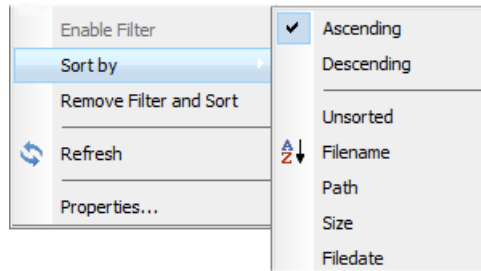 Enable Filter
Sort by
Remove Filter and Sort
Refresh
Properties...
Ascending
Descending
Unsorted
Filename
Path
Size
Filedate